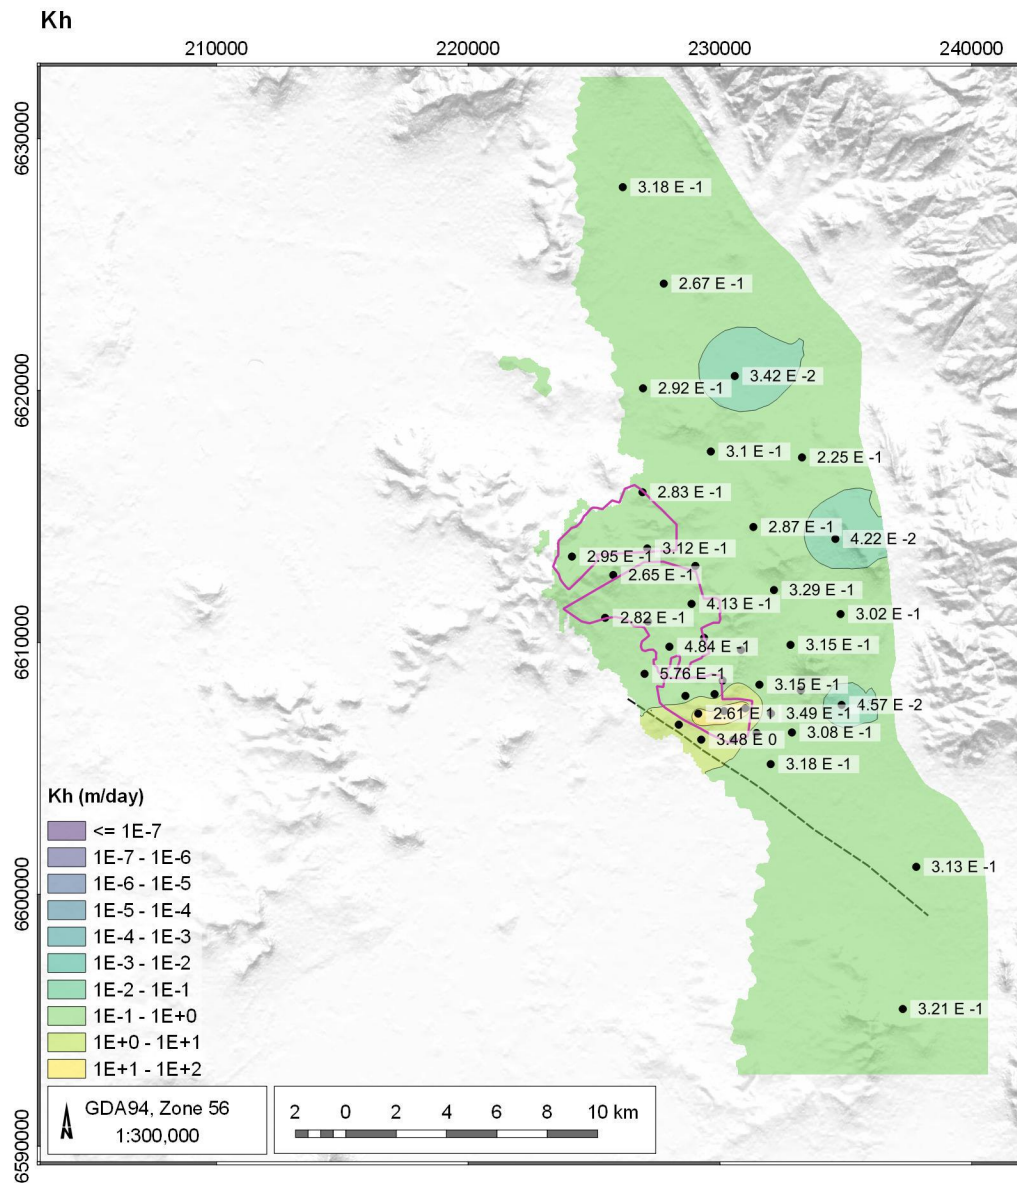 Kh
210000
220000
230000
240000
6630000
6620000
6610000
6600000
6590000
3.18 E -1
2.67 E -1
3.42 E -2
2.92 E -1
3.1 E -1
2.25 E -1
2.83 E -1
2.87 E -1
4.22 E -2
3.12 E -1
2.95 E -1
2.65 E -1
3.29 E -1
4.13 E -1
3.02 E -1
2.82 E -1
4.84 E -1
3.15 E -1
5.76 E -1
3.15 E -1
4.57 E -2
2.61 E 1
3.49 E -1
3.08 E -1
3.48 E 0
3.18 E -1
3.13 E -1
3.21 E -1
Kh (m/day)
<= 1E-7
1E-7 - 1E-6
1E-6 - 1E-5
1E-5 - 1E-4
1E-4 - 1E-3
1E-3 - 1E-2
1E-2 - 1E-1
1E-1 - 1E+0
1E+0 - 1E+1
1E+1 - 1E+2
N
GDA94, Zone 56
1:300,000
2 0 2 4 6 8 10 km